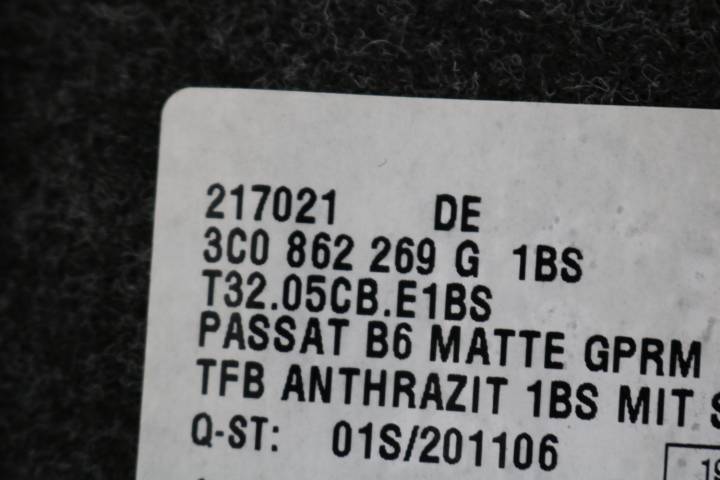 217021 DE
3C0 862 269 G 1BS
T32.05CB.E1BS
PASSAT B6 MATTE GPRM
TFB ANTHRAZIT 1BS MIT
Q-ST: 01S/201106